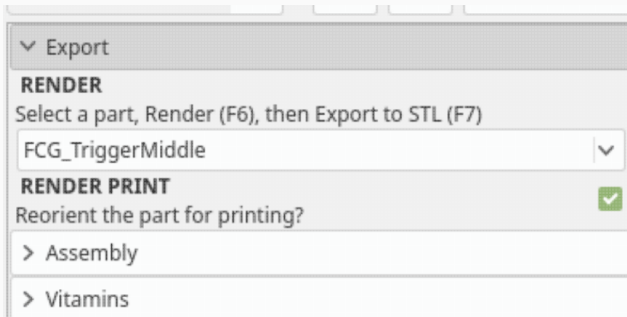 Export
RENDER
Select a part, Render (F6), then Export to STL (F7)
FCG_TriggerMiddle
RENDER PRINT
Reorient the part for printing?
Assembly
Vitamins